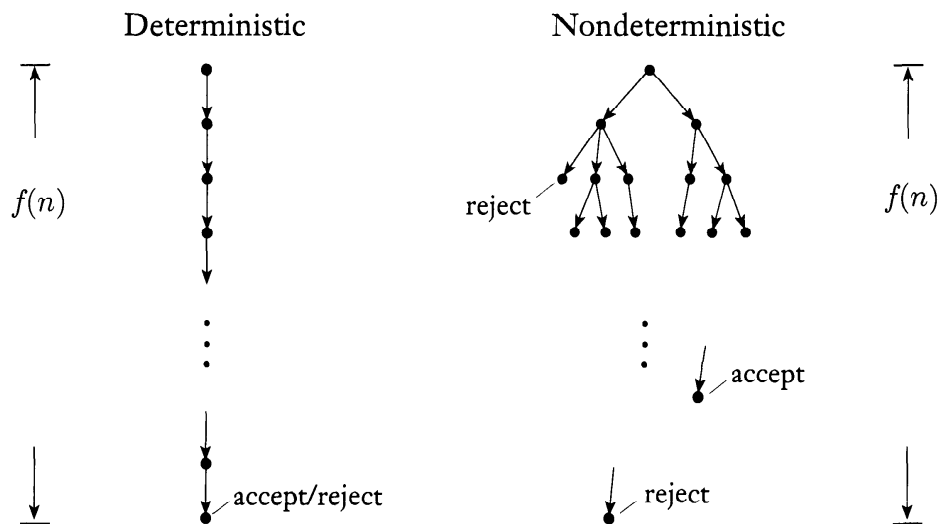 Deterministic
Nondeterministic
f(n)
reject
f(n)
accept
accept/reject
reject